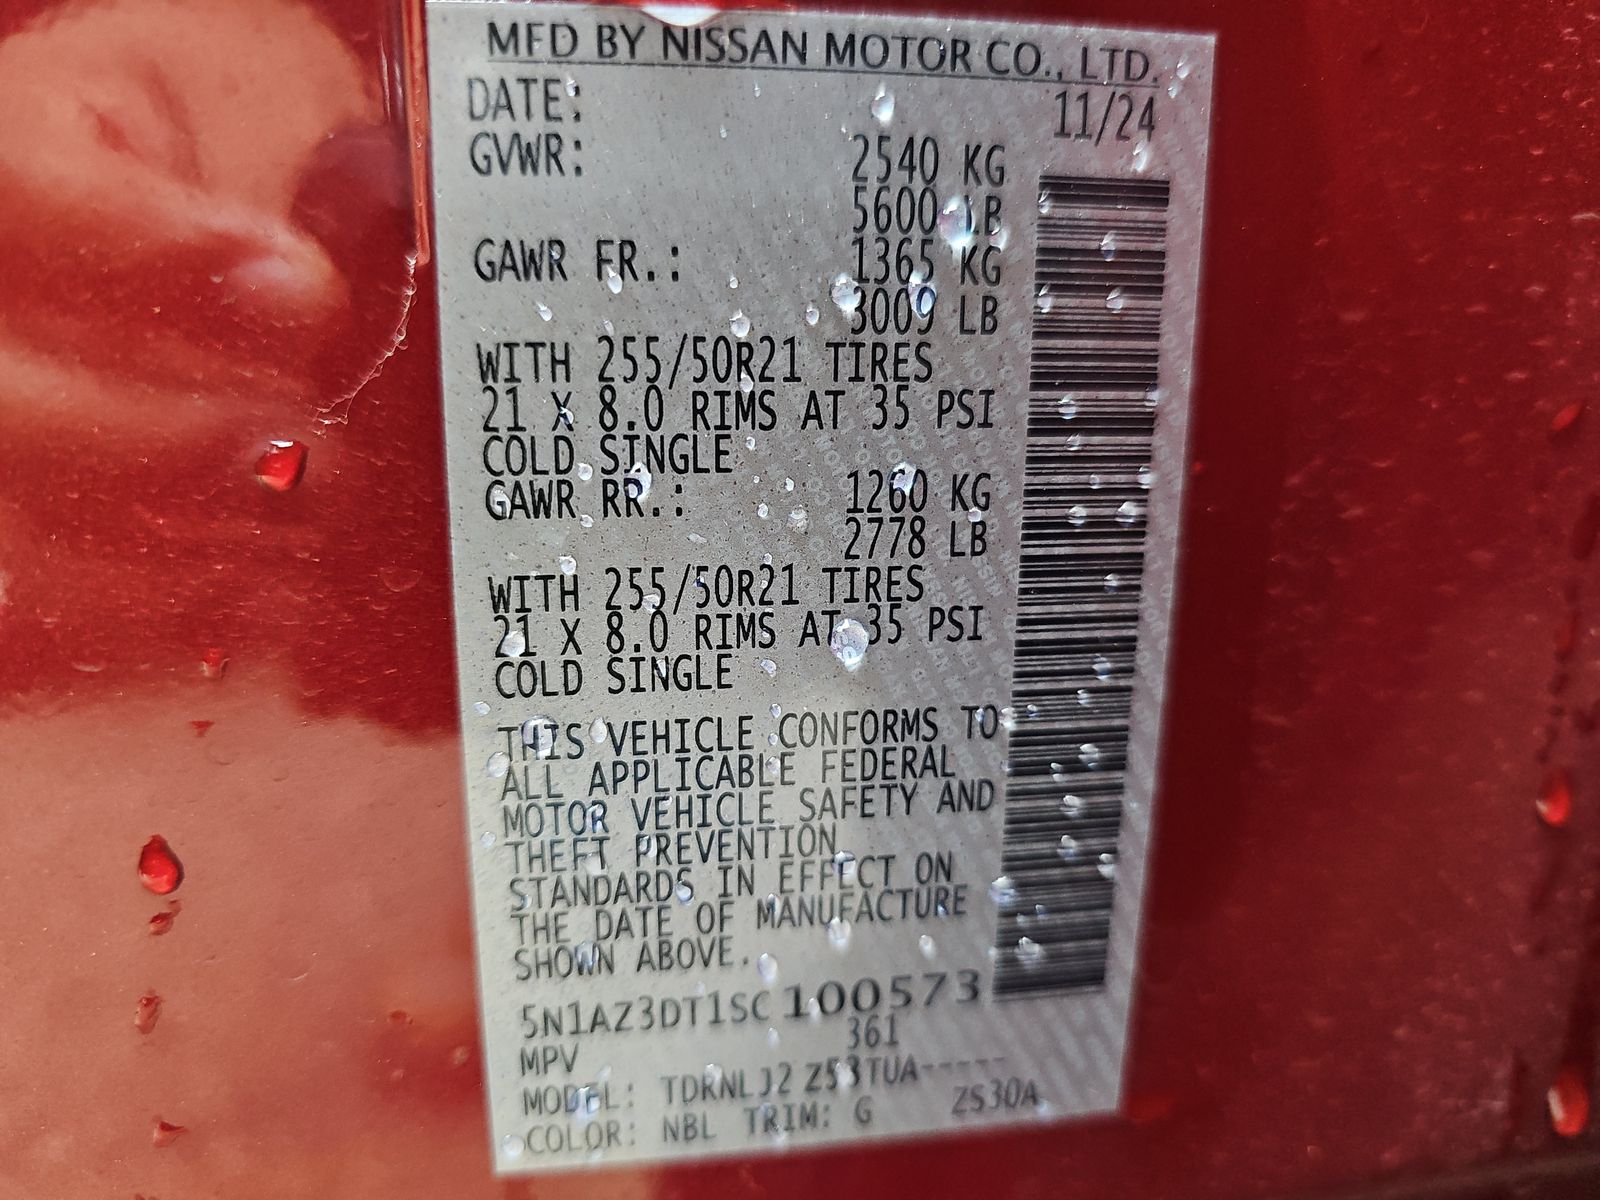 MFD BY NISSAN MOTOR CO., LTD.
DATE: 11/24
GVWR: 2540 KG
5600 LB
GAWR FR.: 1365 KG
3009 LB
WITH 255/50R21 TIRES
21 X 8.0 RIMS AT 35 PSI
COLD SINGLE
GAWR RR.: 1260 KG
2778 LB
WITH 255/50R21 TIRES
21 X 8.0 RIMS AT 35 PSI
COLD SINGLE
THIS VEHICLE CONFORMS TO
ALL APPLICABLE FEDERAL
MOTOR VEHICLE SAFETY AND
THEFT PREVENTION
STANDARDS IN EFFECT ON
THE DATE OF MANUFACTURE
SHOWN ABOVE.
5N1AZ3DT1SC100573
MPV 361
MODEL: TDRNLJ2 Z53TUA-----
COLOR: NBL TRIM: G ZS30A